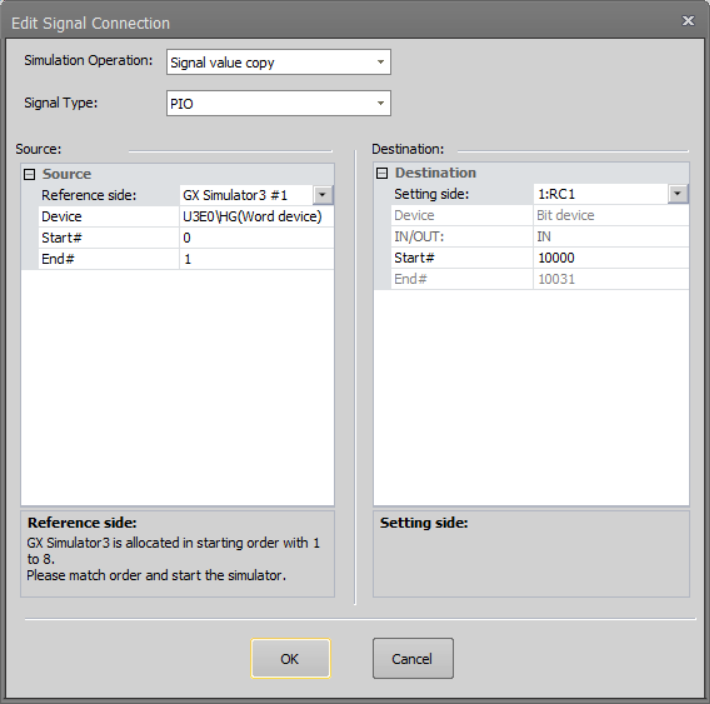 Edit Signal Connection
Simulation Operation: Signal value copy
Signal Type: PIO
Source:
Source
Reference side: GX Simulator3 #1
Device U3E0\HG(Word device)
Start# 0
End# 1
Reference side:
GX Simulator3 is allocated in starting order with 1
to 8.
Please match order and start the simulator.
Destination:
Destination
Setting side: 1:RC1
Device Bit device
IN/OUT: IN
Start# 10000
End# 10031
Setting side:
OK
Cancel